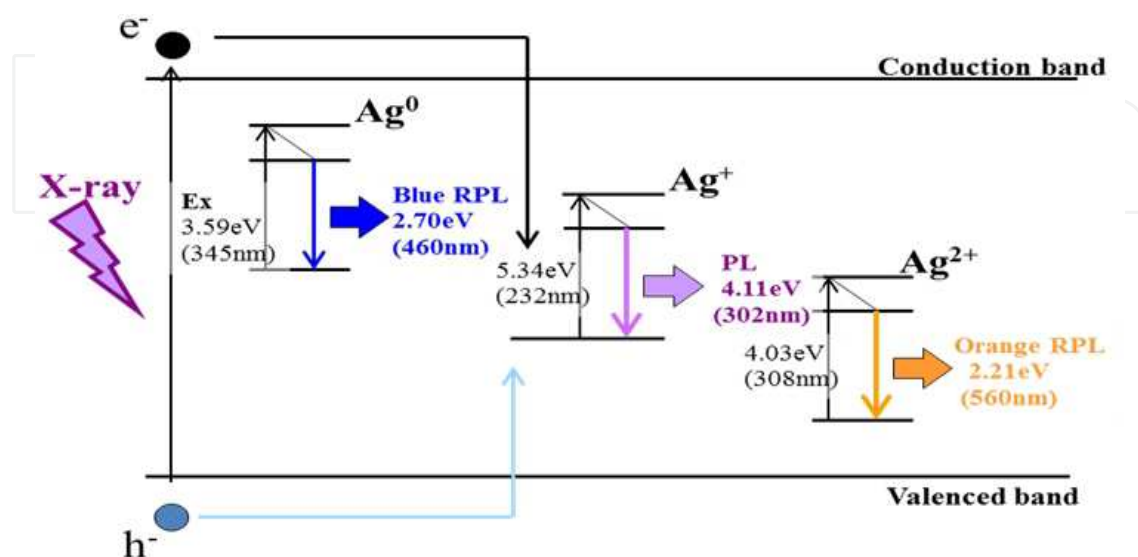 e⁻
Conduction band
Ag⁰
X-ray
Ex
3.59eV
(345nm)
Blue RPL
2.70eV
(460nm)
Ag⁺
5.34eV
(232nm)
PL
4.11eV
(302nm)
Ag²⁺
4.03eV
(308nm)
Orange RPL
2.21eV
(560nm)
Valenced band
h⁻